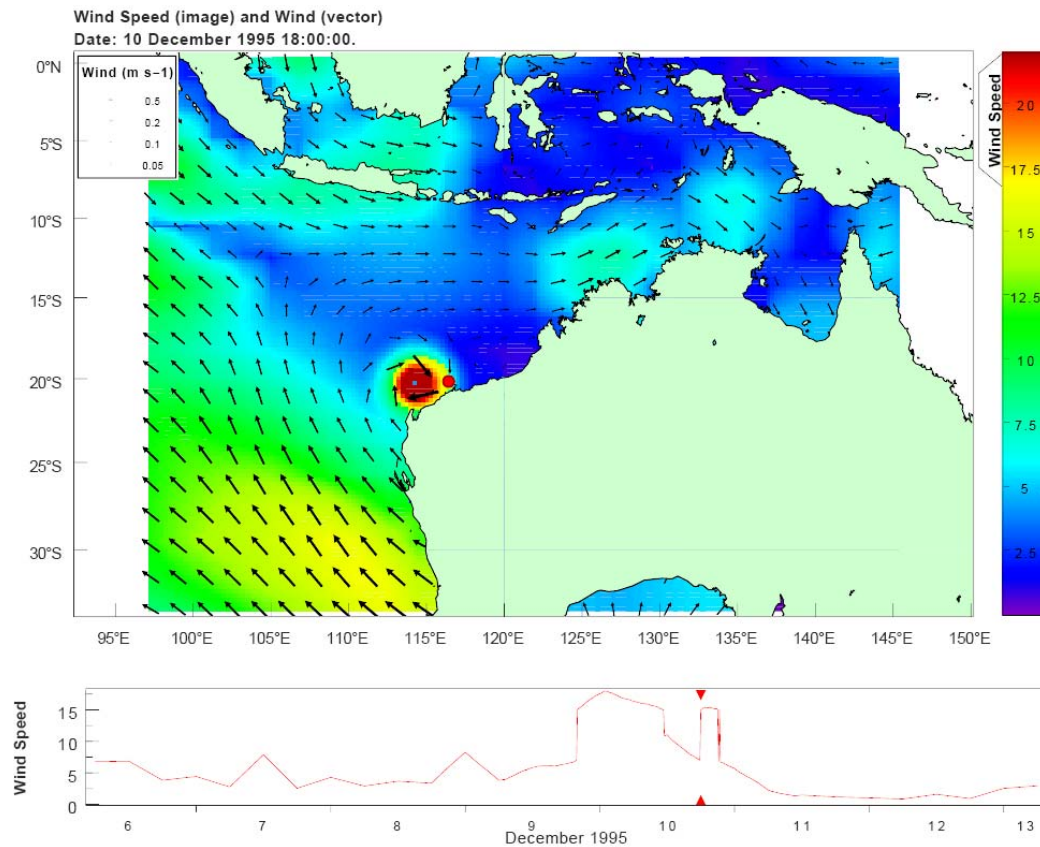 Wind Speed (image) and Wind (vector)
Date: 10 December 1995 18:00:00.
Wind (m s−1)
0.5
0.2
0.1
0.05
0°N
5°S
10°S
15°S
20°S
25°S
30°S
95°E 100°E 105°E 110°E 115°E 120°E 125°E 130°E 135°E 140°E 145°E 150°E
Wind Speed
20
17.5
15
12.5
10
7.5
5
2.5
Wind Speed
15
10
5
0
6 7 8 9 10 11 12 13
December 1995